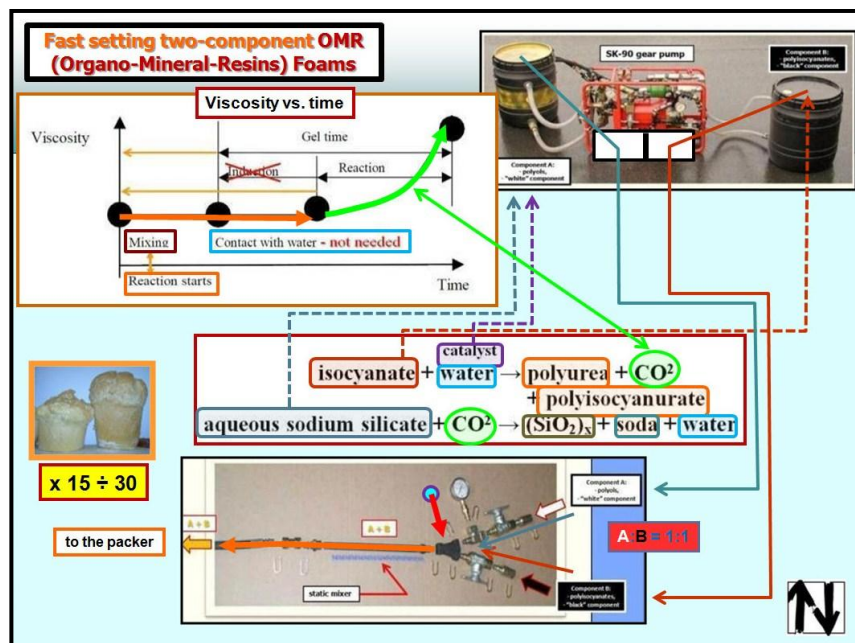 Fast setting two-component OMR
(Organo-Mineral-Resins) Foams
SK-90 gear pump
Component B:
- polyisocyanates,
- "black" component
Component A:
- polyols,
- "white" component
Viscosity vs. time
Viscosity
Gel time
Induction
Reaction
Mixing
Contact with water - not needed
Reaction starts
Time
catalyst
isocyanate + water → polyurea + CO²
+ polyisocyanurate
aqueous sodium silicate + CO² → (SiO₂)ₓ + soda + water
x 15 ÷ 30
to the packer
A + B
A + B
static mixer
Component A:
- polyols,
- "white" component
A:B = 1:1
Component B:
- polyisocyanates,
- "black" component